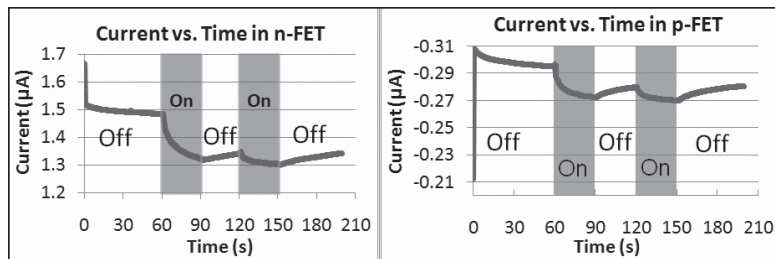 Current vs. Time in n-FET
Current (µA)
1.7
1.6
1.5
1.4
1.3
1.2
Off
On
Off
On
Off
0 30 60 90 120 150 180 210
Time (s)
Current vs. Time in p-FET
Current (µA)
-0.31
-0.29
-0.27
-0.25
-0.23
-0.21
Off
On
Off
On
Off
0 30 60 90 120 150 180 210
Time (s)